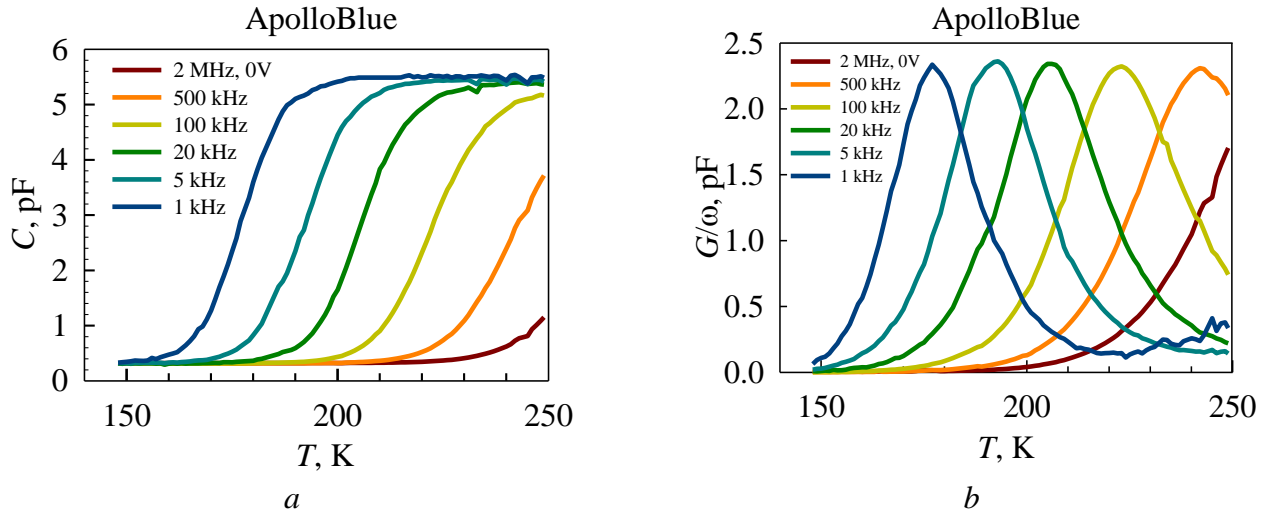 ApolloBlue
6
5
4
3
2
1
0
C, pF
2 MHz, 0V
500 kHz
100 kHz
20 kHz
5 kHz
1 kHz
150
200
250
T, K
a
ApolloBlue
2.5
2.0
1.5
1.0
0.5
0.0
G/ω, pF
2 MHz, 0V
500 kHz
100 kHz
20 kHz
5 kHz
1 kHz
150
200
250
T, K
b